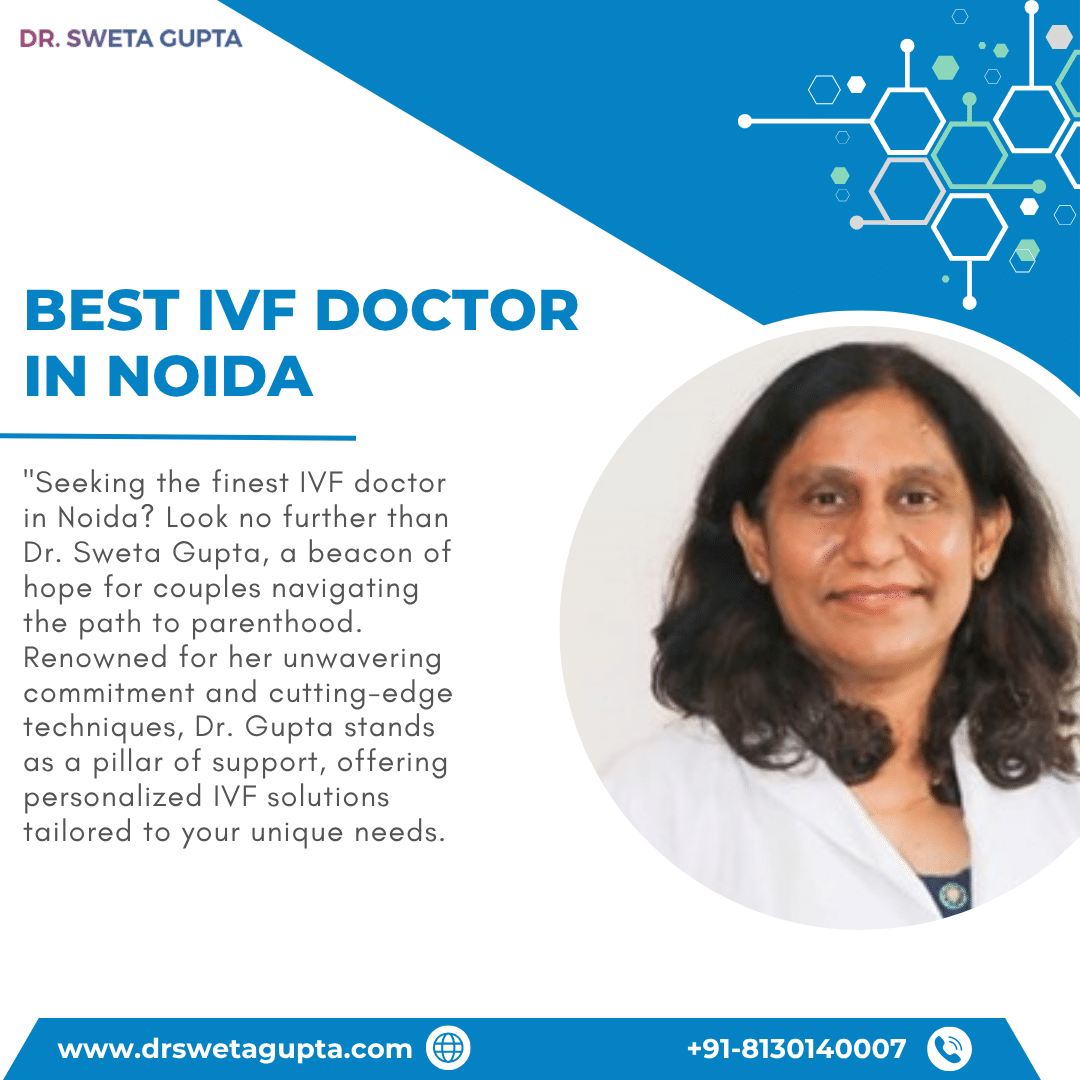 DR. SWETA GUPTA
BEST IVF DOCTOR
IN NOIDA
"Seeking the finest IVF doctor
in Noida? Look no further than
Dr. Sweta Gupta, a beacon of
hope for couples navigating
the path to parenthood.
Renowned for her unwavering
commitment and cutting-edge
techniques, Dr. Gupta stands
as a pillar of support, offering
personalized IVF solutions
tailored to your unique needs.
www.drswetagupta.com
+91-8130140007